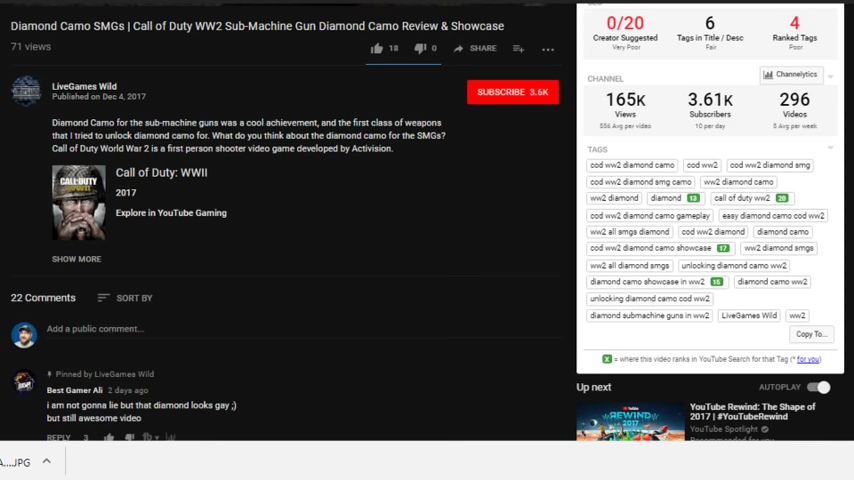 Diamond Camo SMGs | Call of Duty WW2 Sub-Machine Gun Diamond Camo Review & Showcase
71 views
18
0
SHARE
LiveGames Wild
Published on Dec 4, 2017
SUBSCRIBE 3.6K
Diamond Camo for the sub-machine guns was a cool achievement, and the first class of weapons
that I tried to unlock diamond camo for. What do you think about the diamond camo for the SMGs?
Call of Duty World War 2 is a first person shooter video game developed by Activision.
CALL OF DUTY
WWII
Call of Duty: WWII
2017
Explore in YouTube Gaming
SHOW MORE
22 Comments
SORT BY
Add a public comment...
Pinned by LiveGames Wild
Best Gamer Ali 2 days ago
i am not gonna lie but that diamond looks gay ;)
but still awesome video
REPLY 3
A....JPG
0/20
Creator Suggested
Very Poor
6
Tags in Title / Desc
Fair
4
Ranked Tags
Poor
CHANNEL
Channelytics
165K
Views
556 Avg per video
3.61K
Subscribers
10 per day
296
Videos
5 Avg per week
TAGS
cod ww2 diamond camo
cod ww2
cod ww2 diamond smg
cod ww2 diamond smg camo
ww2 diamond camo
ww2 diamond
diamond 13
call of duty ww2 20
cod ww2 diamond camo gameplay
easy diamond camo cod ww2
ww2 all smgs diamond
cod ww2 diamond
diamond camo
cod ww2 diamond camo showcase 17
ww2 diamond smgs
ww2 all diamond smgs
unlocking diamond camo ww2
diamond camo showcase in ww2 15
diamond camo ww2
unlocking diamond camo cod ww2
diamond submachine guns in ww2
LiveGames Wild
ww2
Copy To...
X = where this video ranks in YouTube Search for that Tag (* for you)
Up next
AUTOPLAY
REWIND
2017
YouTube Rewind: The Shape of
2017 | #YouTubeRewind
YouTube Spotlight
Recommended for you